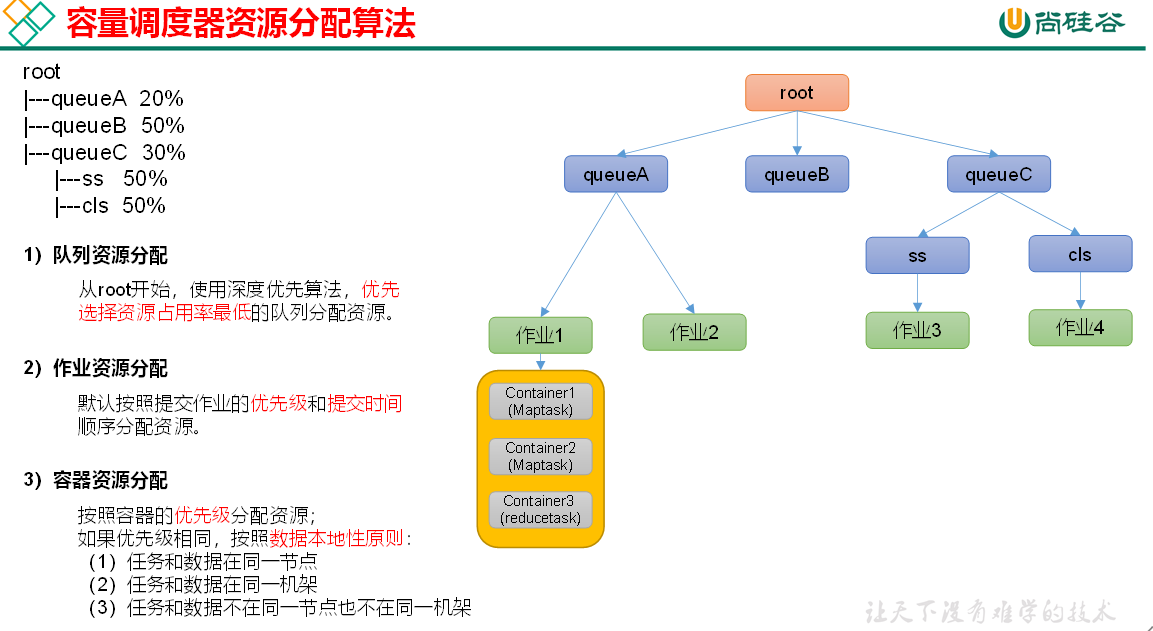 容量调度器资源分配算法
尚硅谷
root
|---queueA 20%
|---queueB 50%
|---queueC 30%
|---ss 50%
|---cls 50%
1）队列资源分配
从root开始，使用深度优先算法，优先
选择资源占用率最低的队列分配资源。
2）作业资源分配
默认按照提交作业的优先级和提交时间
顺序分配资源。
3）容器资源分配
按照容器的优先级分配资源；
如果优先级相同，按照数据本地性原则：
（1）任务和数据在同一节点
（2）任务和数据在同一机架
（3）任务和数据不在同一节点也不在同一机架
root
queueA
queueB
queueC
ss
cls
作业1
作业2
作业3
作业4
Container1
(Maptask)
Container2
(Maptask)
Container3
(reducetask)
让天下没有难学的技术